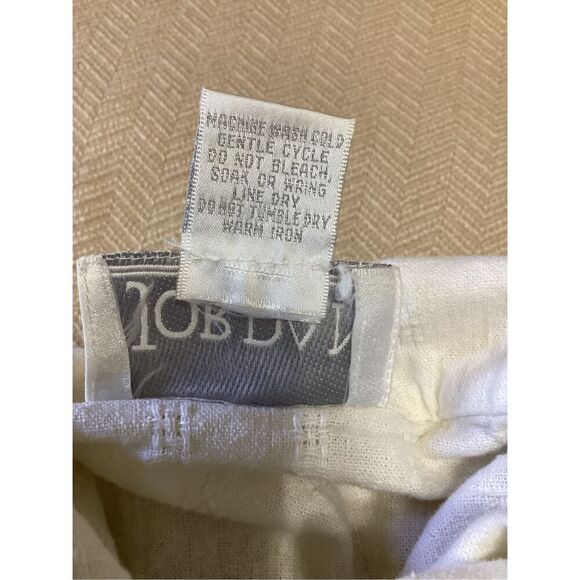 MACHINE WASH COLD
GENTLE CYCLE
DO NOT BLEACH,
SOAK OR WRING
LINE DRY
DO NOT TUMBLE DRY
WARM IRON